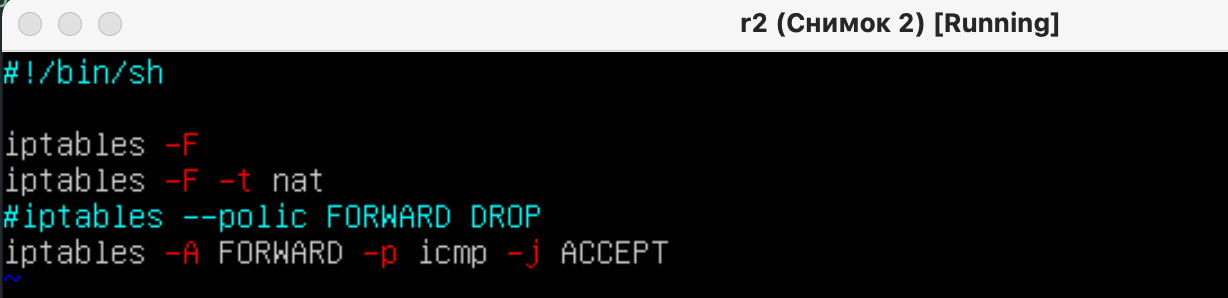 r2 (Снимок 2) [Running]
#!/bin/sh
iptables -F
iptables -F -t nat
#iptables --polic FORWARD DROP
iptables -A FORWARD -p icmp -j ACCEPT
~